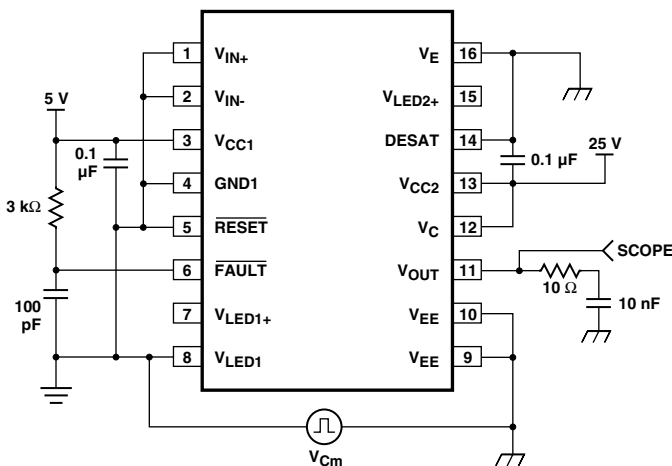 1 V_IN+ V_E 16
2 V_IN- V_LED2+ 15
5 V
3 V_CC1 DESAT 14
0.1 µF
0.1 µF
25 V
4 GND1 V_CC2 13
3 kΩ
5 RESET V_C 12
SCOPE
6 FAULT V_OUT 11
10 Ω
10 nF
100 pF
7 V_LED1+ V_EE 10
8 V_LED1 V_EE 9
V_Cm